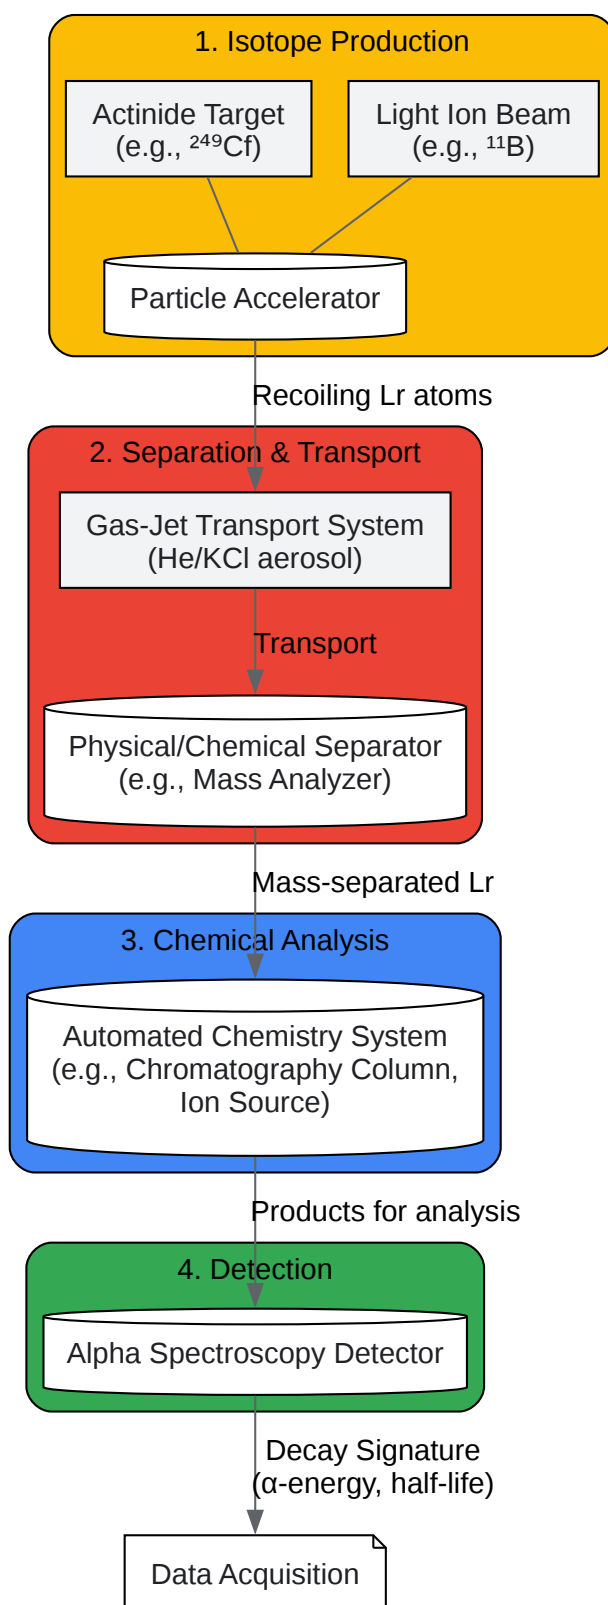 1. Isotope Production
Actinide Target
(e.g., ²⁴⁹Cf)
Light Ion Beam
(e.g., ¹¹B)
Particle Accelerator
Recoiling Lr atoms
2. Separation & Transport
Gas-Jet Transport System
(He/KCl aerosol)
Transport
Physical/Chemical Separator
(e.g., Mass Analyzer)
Mass-separated Lr
3. Chemical Analysis
Automated Chemistry System
(e.g., Chromatography Column,
Ion Source)
Products for analysis
4. Detection
Alpha Spectroscopy Detector
Decay Signature
(α-energy, half-life)
Data Acquisition